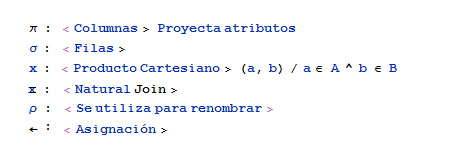 π : < Columnas > Proyecta atributos
σ : < Filas >
x : < Producto Cartesiano > (a, b) / a ∈ A ^ b ∈ B
x : < Natural Join >
ρ : < Se utiliza para renombrar >
← : < Asignación >